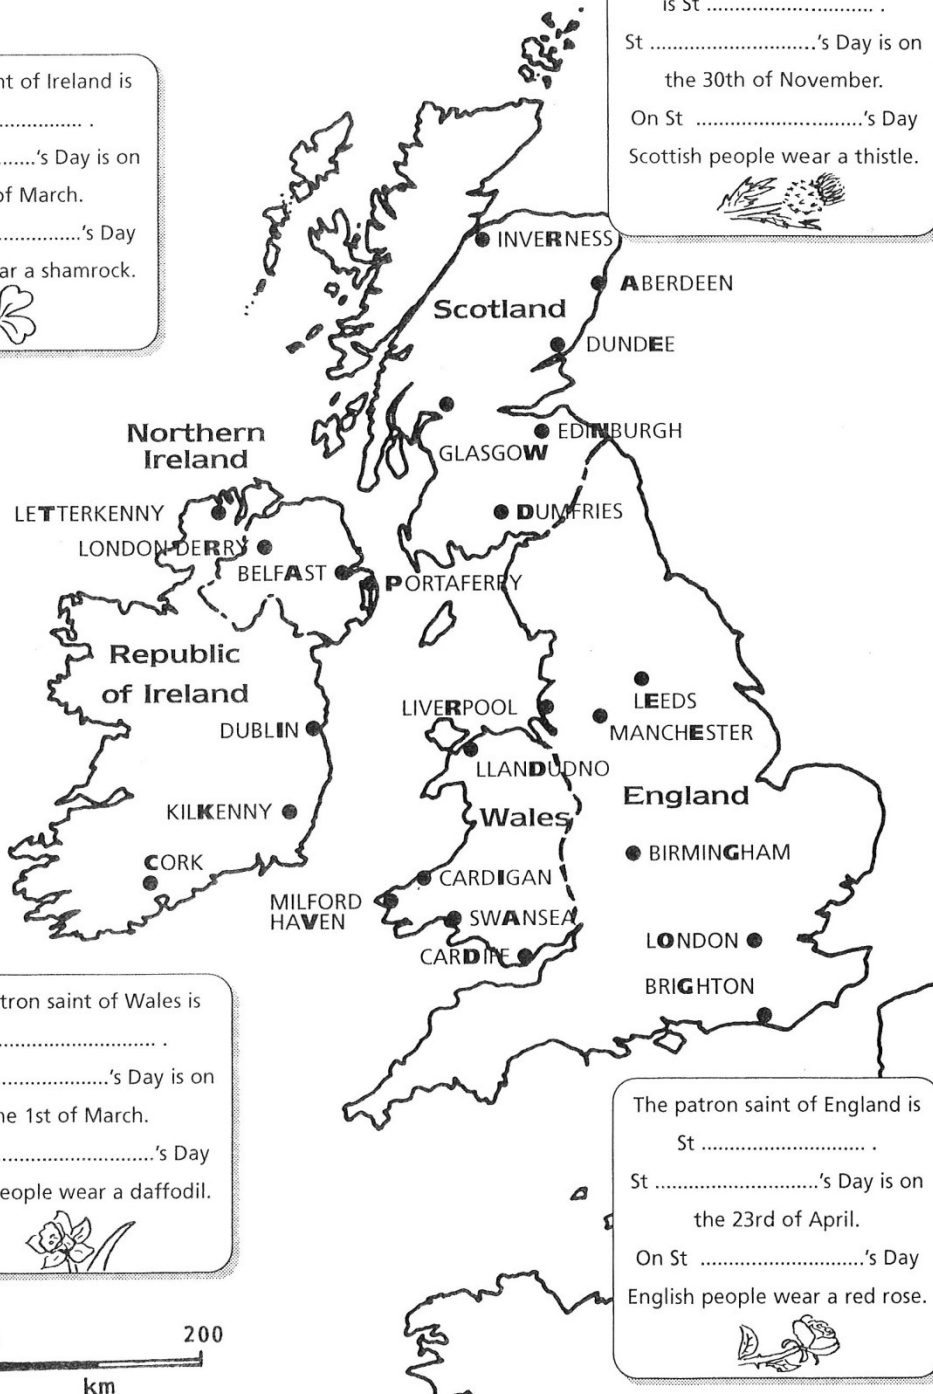 is St ............................. .
St .............................'s Day is on
the 30th of November.
On St .............................'s Day
Scottish people wear a thistle.
nt of Ireland is
............... .
.......'s Day is on
of March.
...............'s Day
ar a shamrock.
INVERNESS
ABERDEEN
Scotland
DUNDEE
EDINBURGH
GLASGOW
DUMFRIES
Northern
Ireland
LETTERKENNY
LONDONDERRY
BELFAST
PORTAFERRY
Republic
of Ireland
DUBLIN
KILKENNY
CORK
LIVERPOOL
LEEDS
MANCHESTER
LLANDUDNO
Wales
England
BIRMINGHAM
CARDIGAN
MILFORD
HAVEN
SWANSEA
CARDIFF
LONDON
BRIGHTON
tron saint of Wales is
........................... .
...................'s Day is on
he 1st of March.
...........................'s Day
eople wear a daffodil.
The patron saint of England is
St ............................. .
St .............................'s Day is on
the 23rd of April.
On St .............................'s Day
English people wear a red rose.
200
km